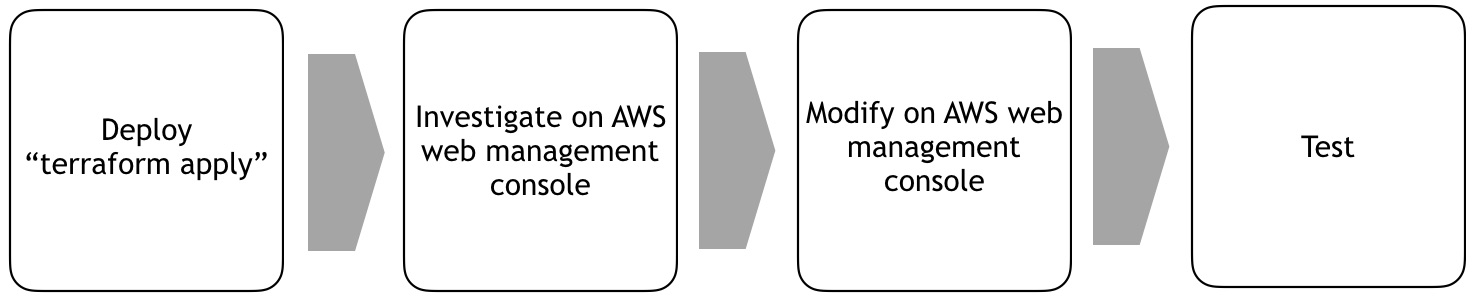 Deploy
“terraform apply”
Investigate on AWS
web management
console
Modify on AWS web
management
console
Test